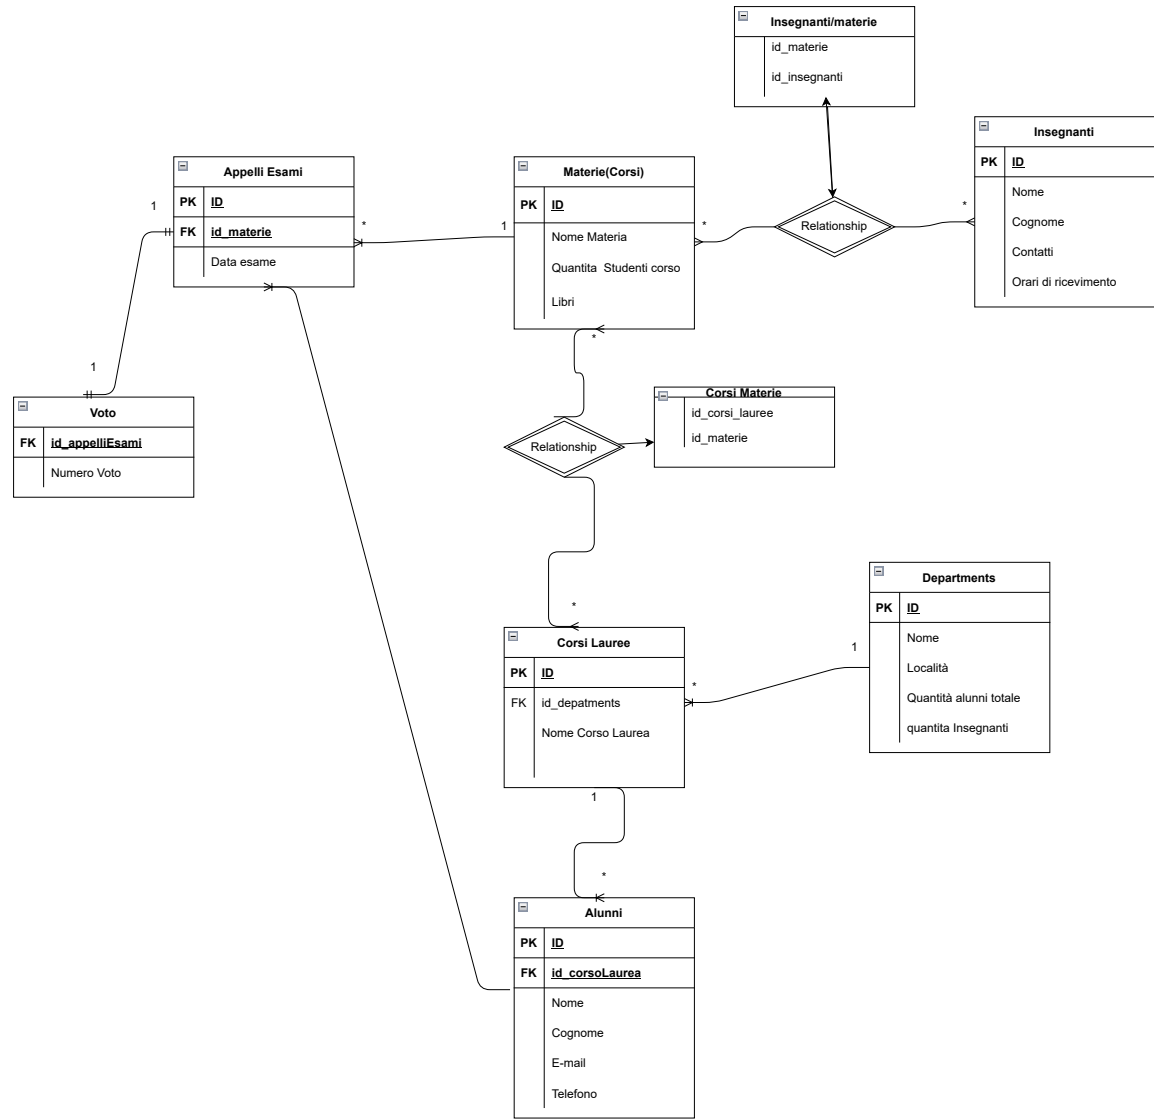 Insegnanti/materie
id_materie
id_insegnanti
Insegnanti
PK ID
Nome
Cognome
Contatti
Orari di ricevimento
Appelli Esami
PK ID
FK id_materie
Data esame
Materie(Corsi)
PK ID
Nome Materia
Quantita Studenti corso
Libri
Relationship
1
*
1
*
*
1
*
Voto
FK id_appelliEsami
Numero Voto
Corsi Materie
id_corsi_lauree
id_materie
Relationship
*
Departments
PK ID
Nome
Località
Quantità alunni totale
quantita Insegnanti
Corsi Lauree
PK ID
FK id_depatments
Nome Corso Laurea
1
*
1
*
Alunni
PK ID
FK id_corsoLaurea
Nome
Cognome
E-mail
Telefono